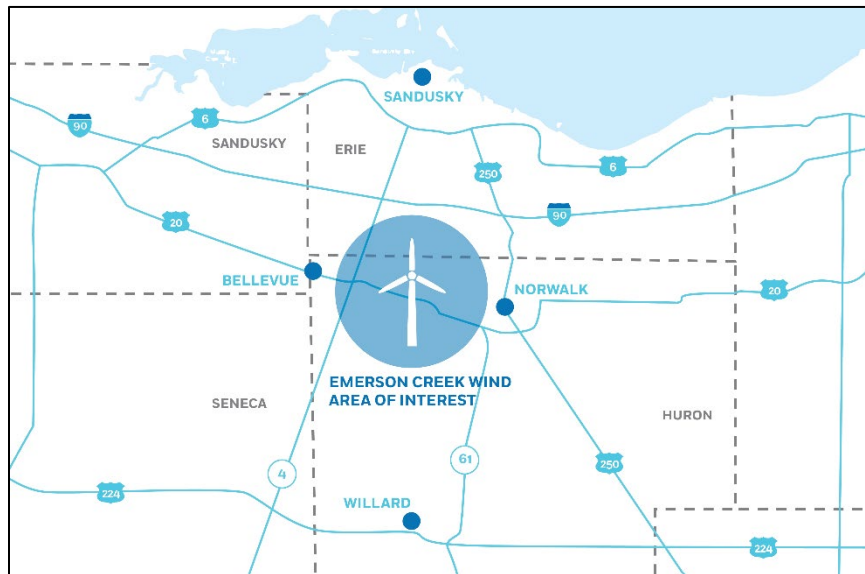 SANDUSKY
90
6
SANDUSKY
ERIE
250
6
90
20
BELLEVUE
NORWALK
20
EMERSON CREEK WIND
AREA OF INTEREST
SENECA
HURON
61
250
4
224
WILLARD
224